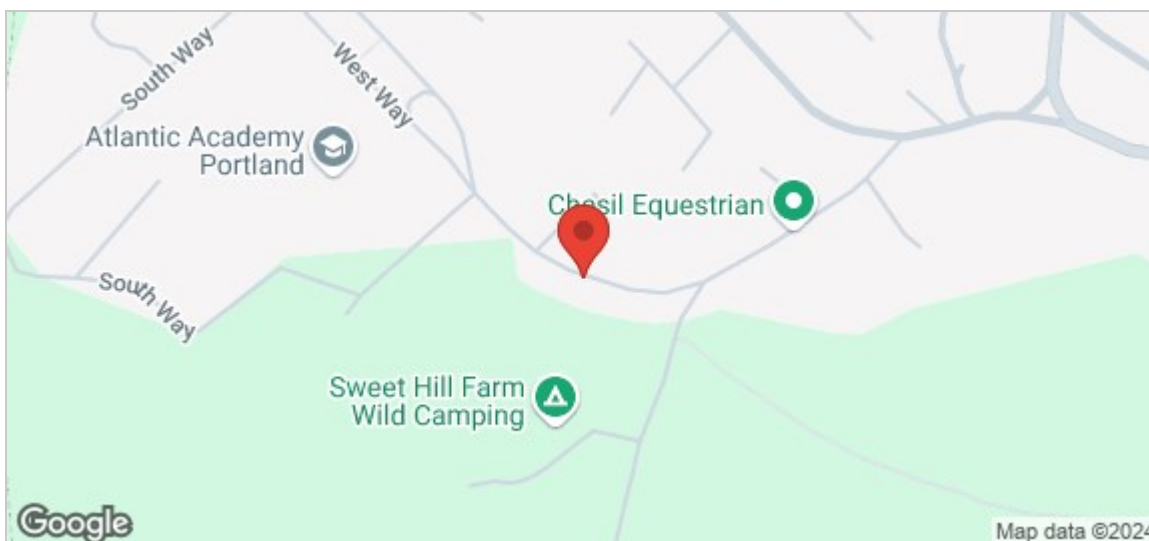 South Way
West Way
Atlantic Academy
Portland
Chesil Equestrian
South Way
Sweet Hill Farm
Wild Camping
Google
Map data ©2024